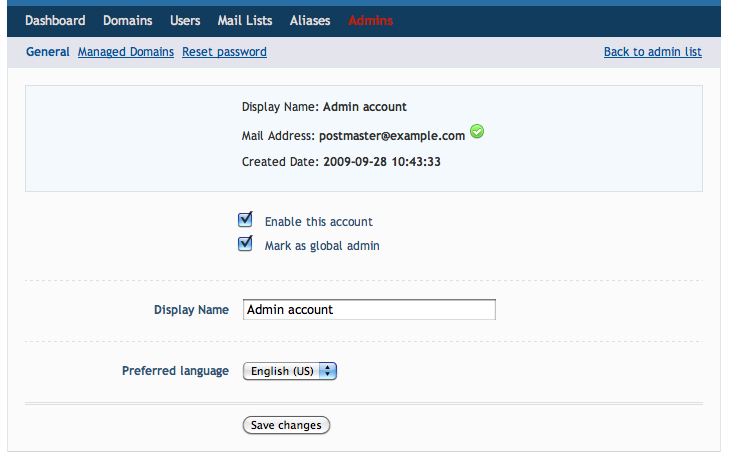 Dashboard Domains Users Mail Lists Aliases Admins
General Managed Domains Reset password Back to admin list
Display Name: Admin account
Mail Address: postmaster@example.com
Created Date: 2009-09-28 10:43:33
Enable this account
Mark as global admin
Display Name Admin account
Preferred language English (US)
Save changes